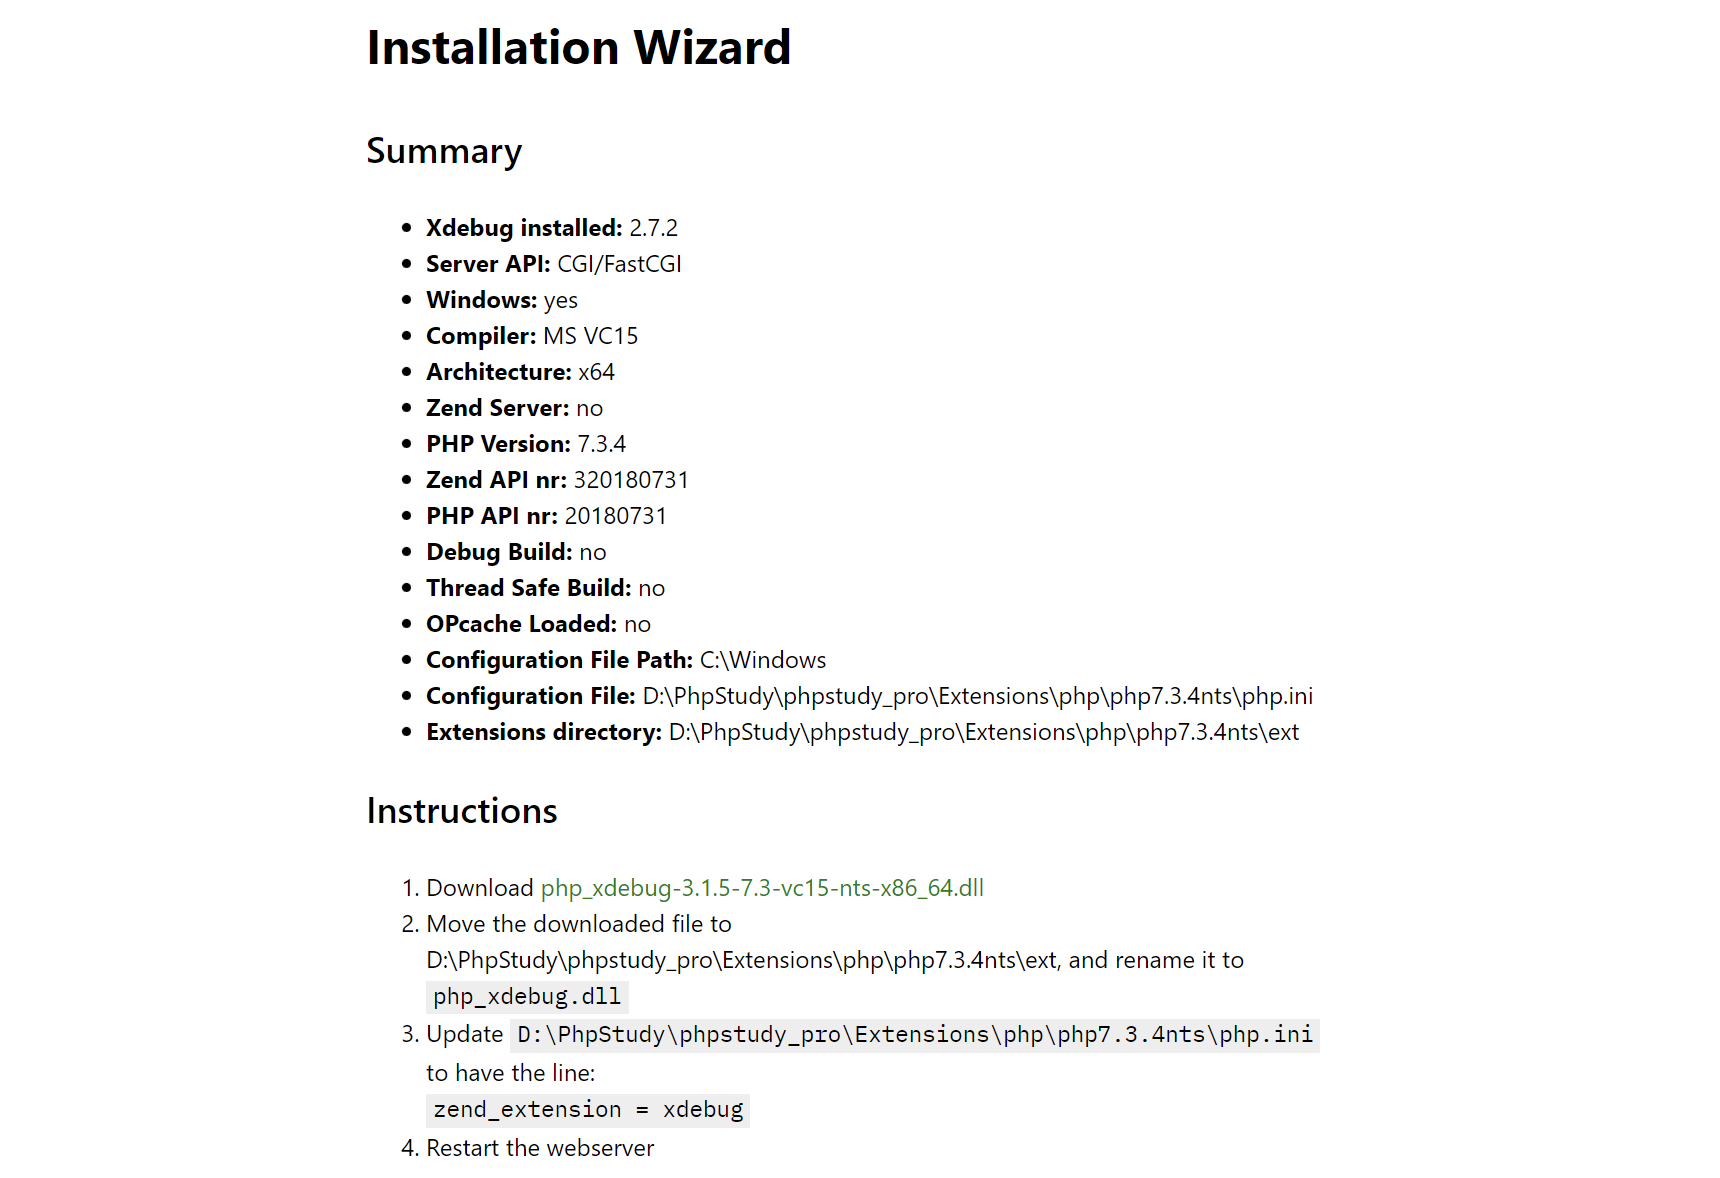 Installation Wizard
Summary
Xdebug installed: 2.7.2
Server API: CGI/FastCGI
Windows: yes
Compiler: MS VC15
Architecture: x64
Zend Server: no
PHP Version: 7.3.4
Zend API nr: 320180731
PHP API nr: 20180731
Debug Build: no
Thread Safe Build: no
OPcache Loaded: no
Configuration File Path: C:\Windows
Configuration File: D:\PhpStudy\phpstudy_pro\Extensions\php\php7.3.4nts\php.ini
Extensions directory: D:\PhpStudy\phpstudy_pro\Extensions\php\php7.3.4nts\ext
Instructions
1. Download php_xdebug-3.1.5-7.3-vc15-nts-x86_64.dll
2. Move the downloaded file to
D:\PhpStudy\phpstudy_pro\Extensions\php\php7.3.4nts\ext, and rename it to
php_xdebug.dll
3. Update D:\PhpStudy\phpstudy_pro\Extensions\php\php7.3.4nts\php.ini
to have the line:
zend_extension = xdebug
4. Restart the webserver